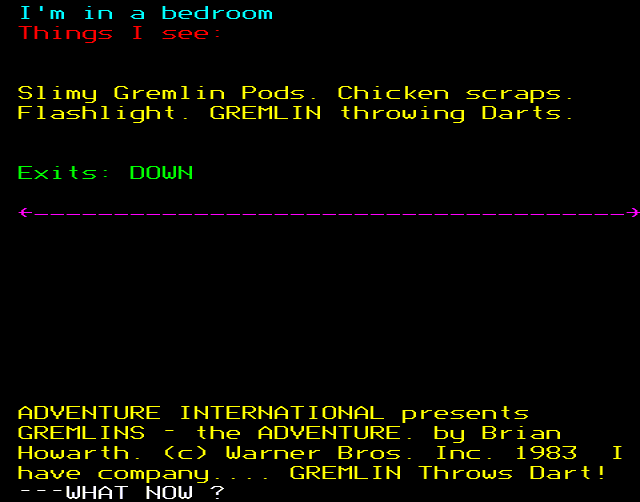 I'm in a bedroom
Things I see:
Slimy Gremlin Pods. Chicken scraps.
Flashlight. GREMLIN throwing Darts.
Exits: DOWN
←--------------------------------------→
ADVENTURE INTERNATIONAL presents
GREMLINS - the ADVENTURE. by Brian
Howarth. (c) Warner Bros. Inc. 1983  I
have company.... GREMLIN Throws Dart!
---WHAT NOW ?